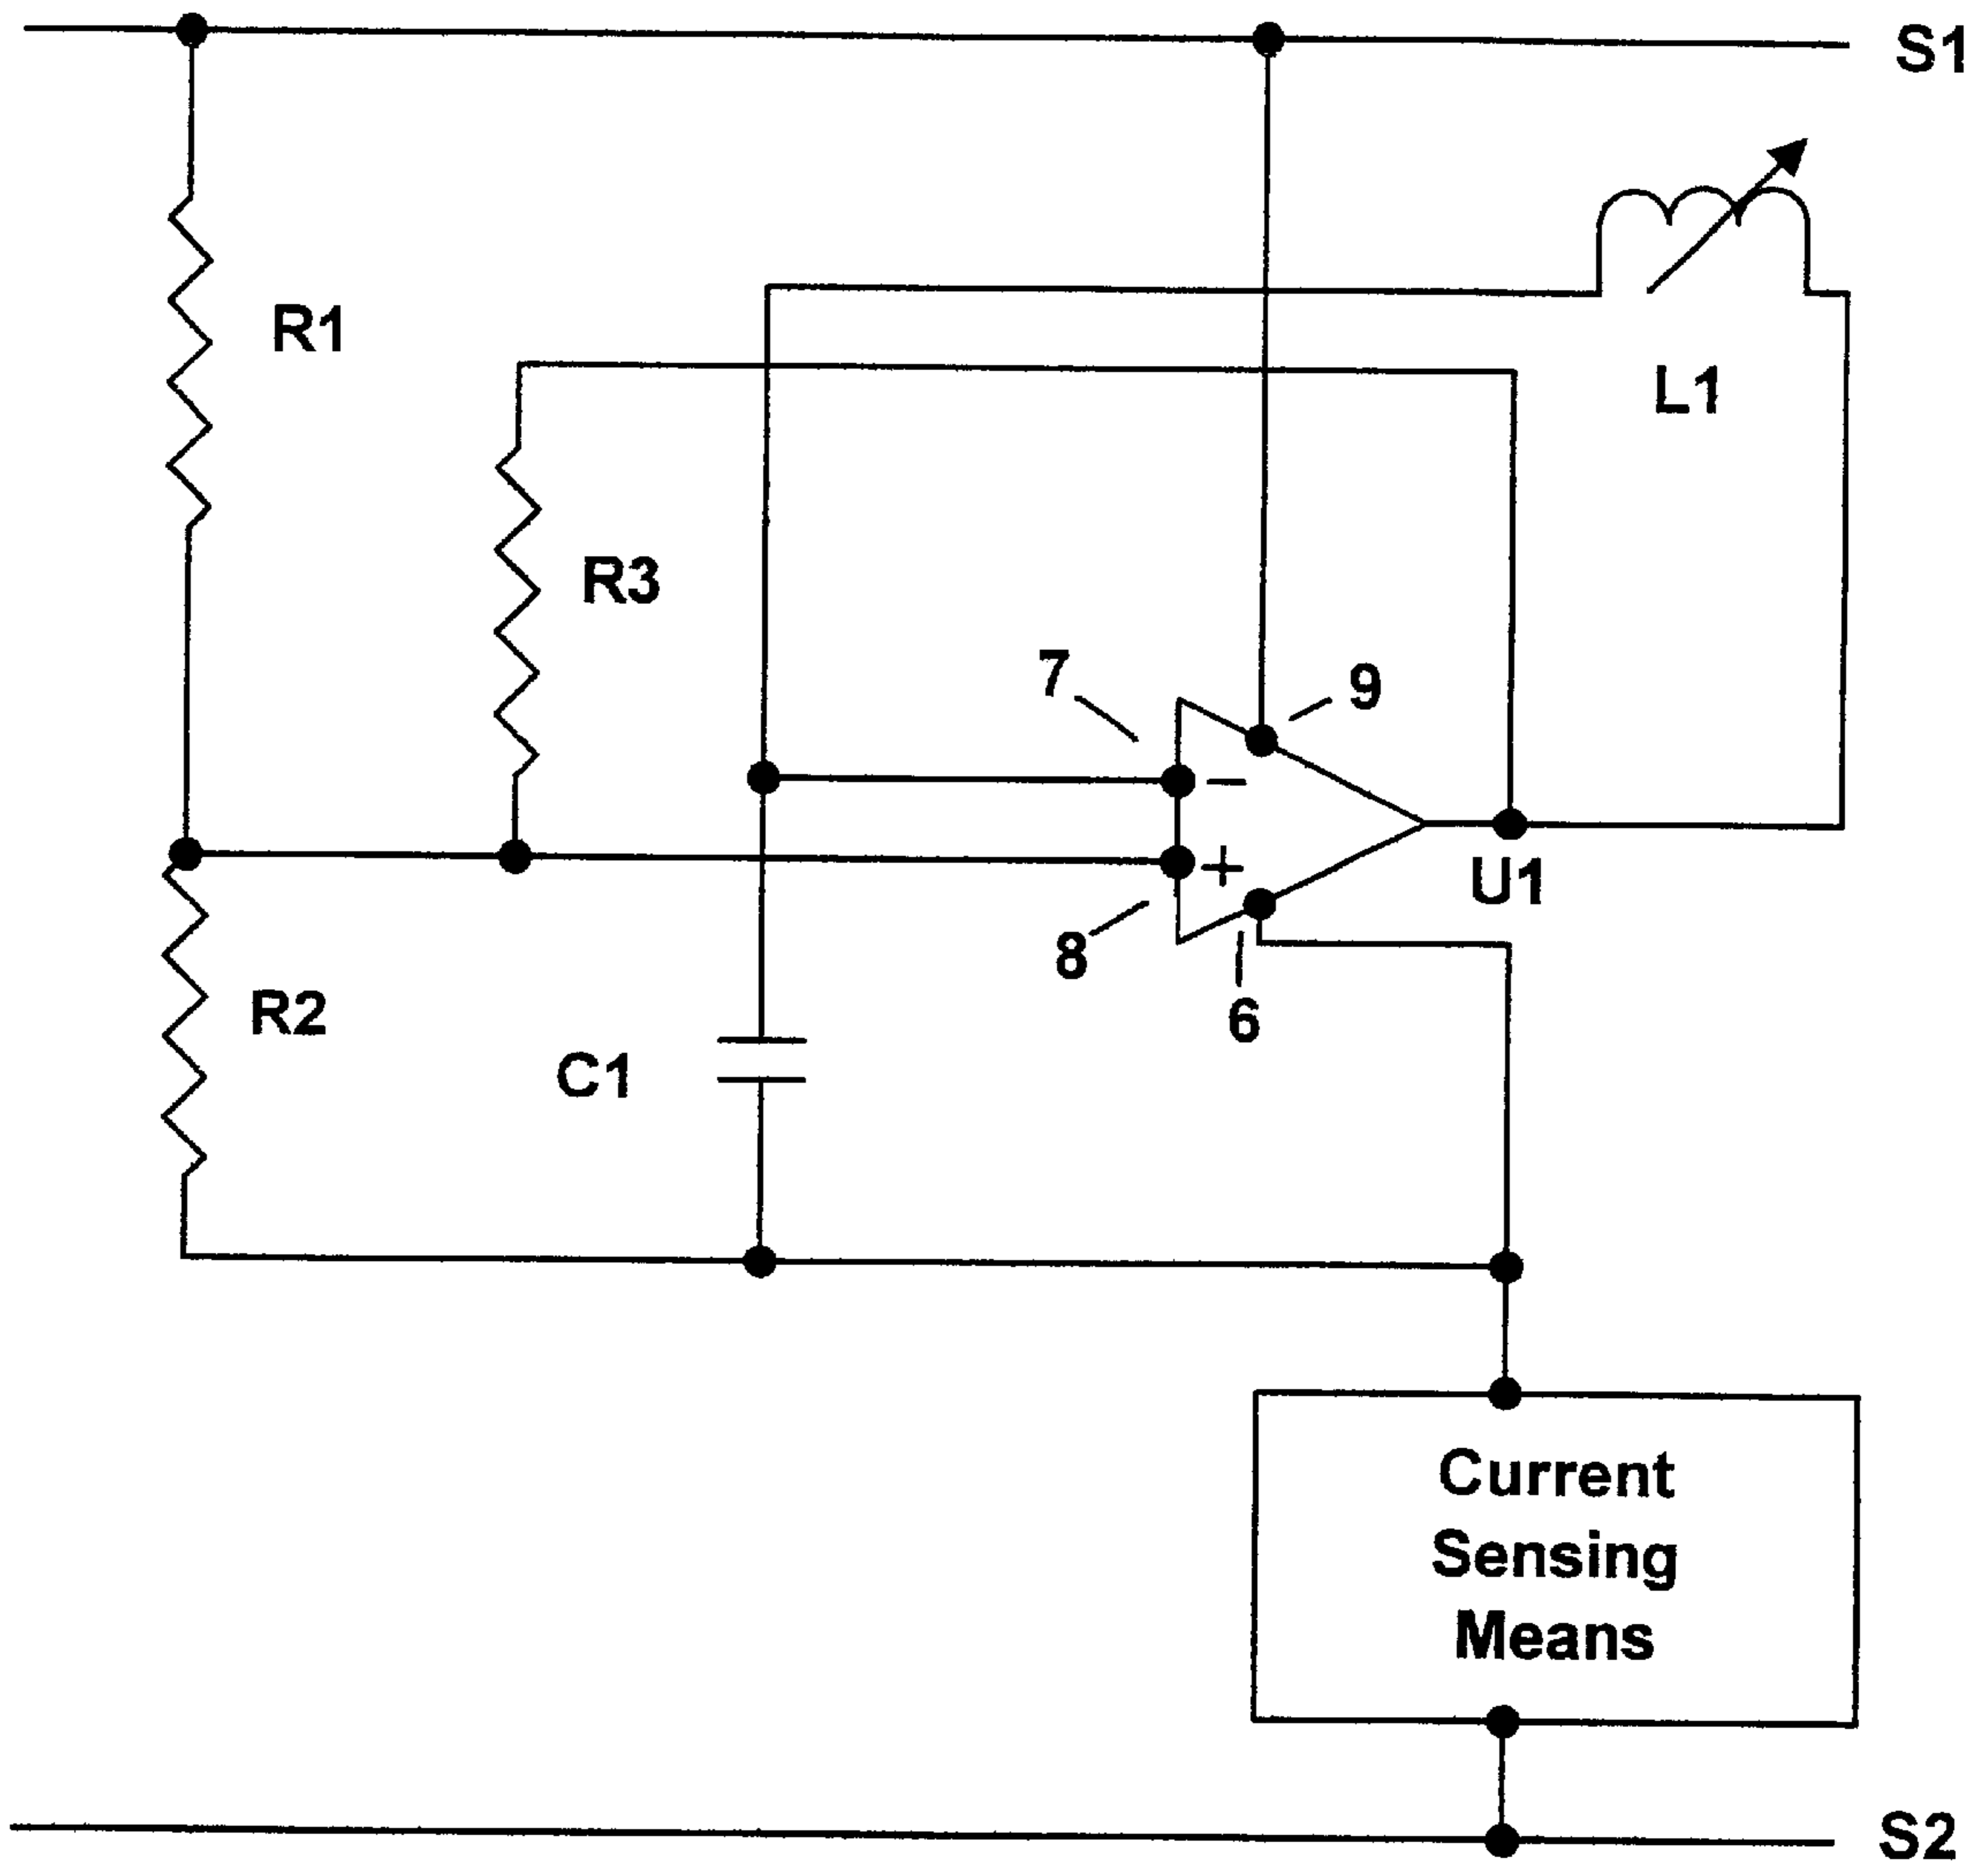 S1
R1
L1
R3
7
9
−
+
U1
8
6
R2
C1
Current
Sensing
Means
S2